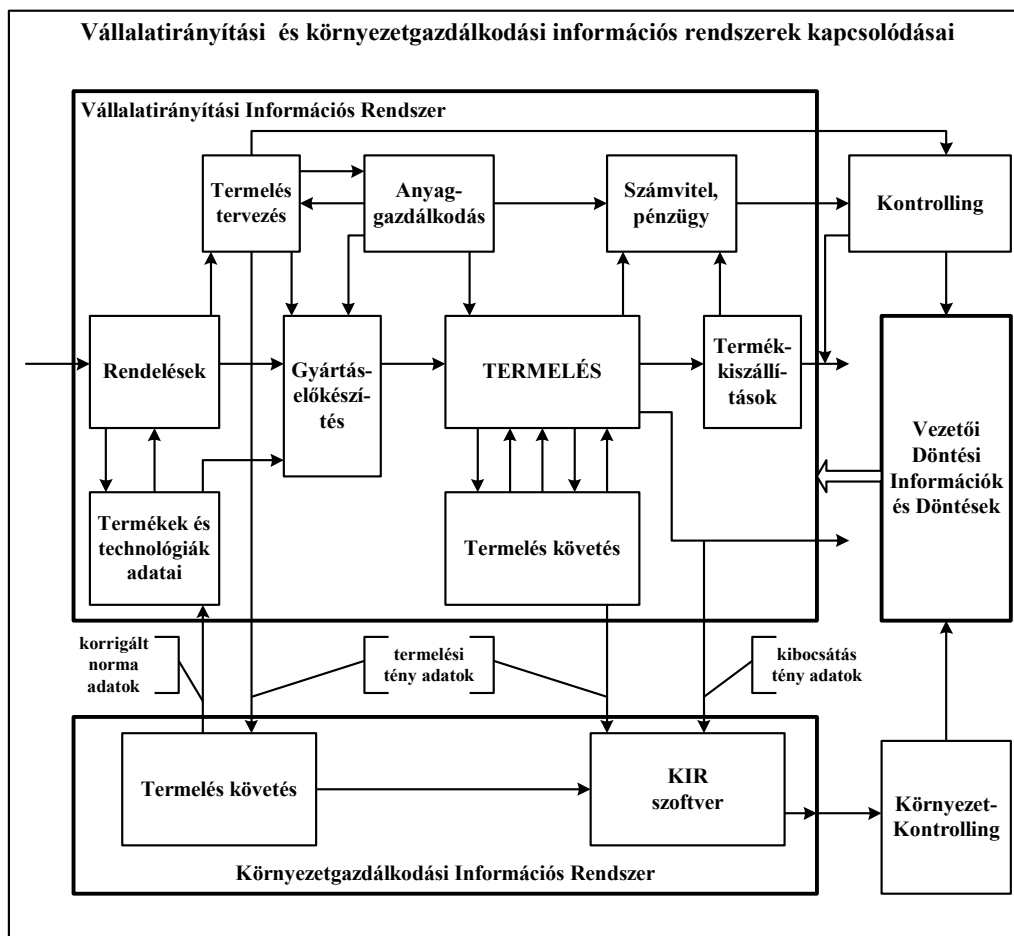 Vállalatirányítási és környezetgazdálkodási információs rendszerek kapcsolódásai
Vállalatirányítási Információs Rendszer
Termelés
tervezés
Anyag-
gazdálkodás
Számvitel,
pénzügy
Kontrolling
Rendelések
Gyártás-
előkészí-
tés
TERMELÉS
Termék-
kiszállí-
tások
Vezetői
Döntési
Információk
és Döntések
Termékek és
technológiák
adatai
Termelés követés
korrigált
norma
adatok
termelési
tény adatok
kibocsátás
tény adatok
Termelés követés
KIR
szoftver
Környezet-
Kontrolling
Környezetgazdálkodási Információs Rendszer